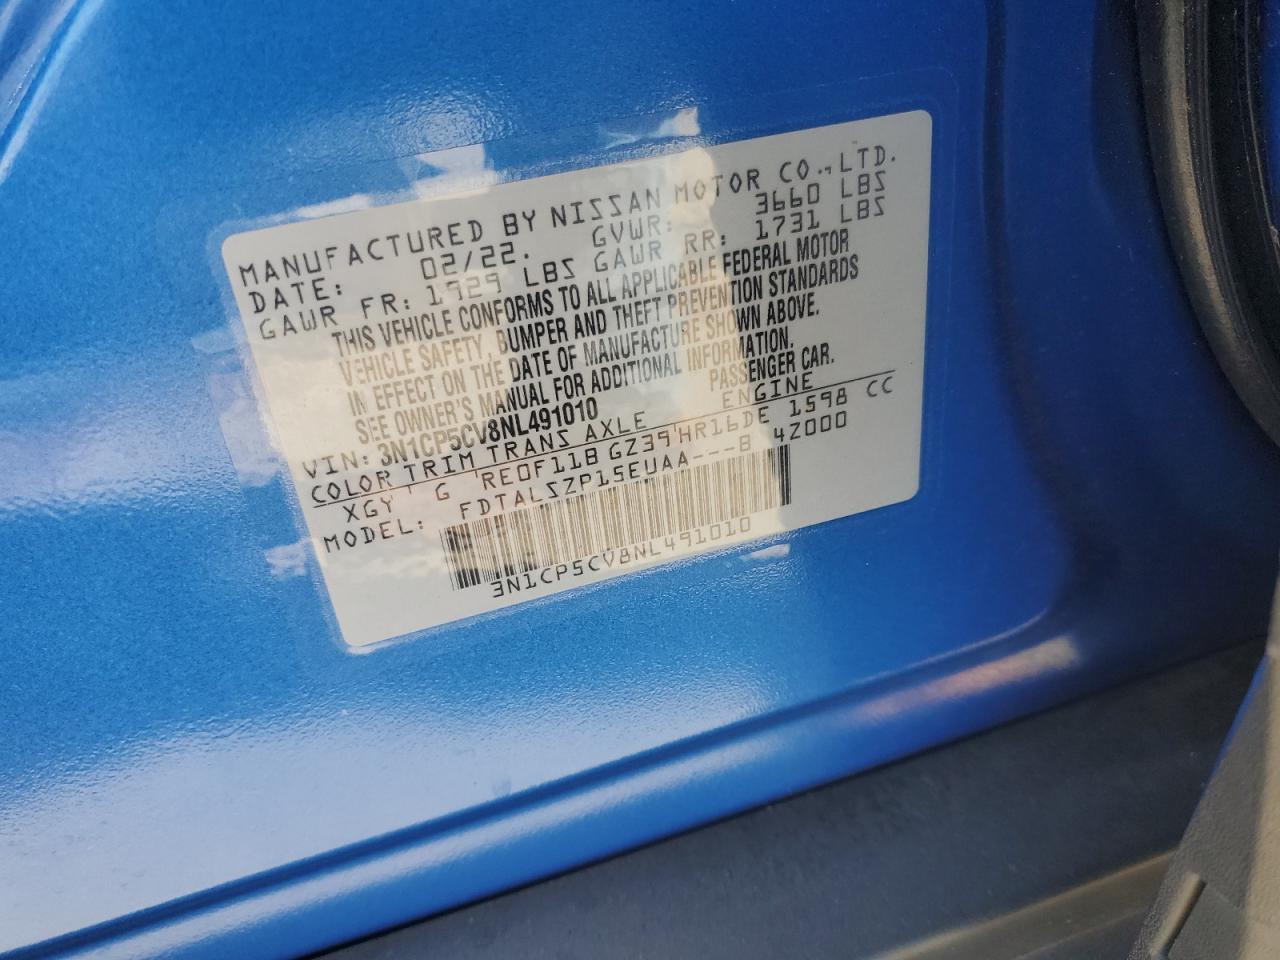 MANUFACTURED BY NISSAN MOTOR CO., LTD.
DATE: 02/22. GVWR: 3660 LBS
GAWR FR: 1929 LBS GAWR RR: 1731 LBS
THIS VEHICLE CONFORMS TO ALL APPLICABLE FEDERAL MOTOR
VEHICLE SAFETY, BUMPER AND THEFT PREVENTION STANDARDS
IN EFFECT ON THE DATE OF MANUFACTURE SHOWN ABOVE.
SEE OWNER'S MANUAL FOR ADDITIONAL INFORMATION.
VIN: 3N1CP5CV8NL491010 PASSENGER CAR.
COLOR TRIM TRANS AXLE ENGINE
XGY G RE0F11B GZ39 HR16DE 1598 CC
MODEL: FDTALSZP15EUAA---B 4Z000
3N1CP5CV8NL491010